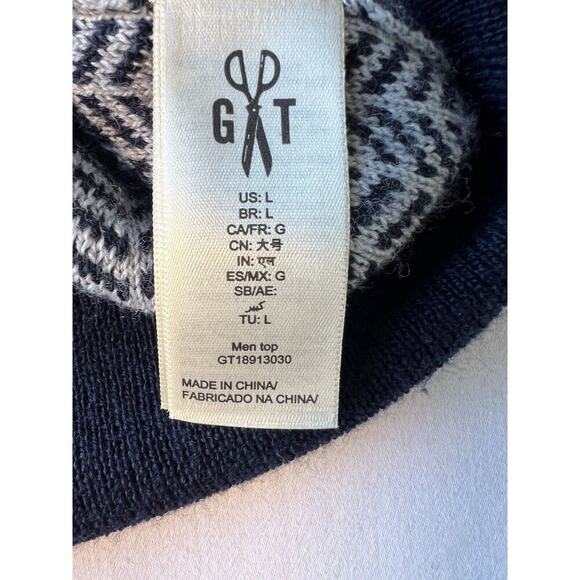 G T
US: L
BR: L
CA/FR: G
CN: 大号
IN: एल
ES/MX: G
SB/AE:
كبير
TU: L
Men top
GT18913030
MADE IN CHINA/
FABRICADO NA CHINA/